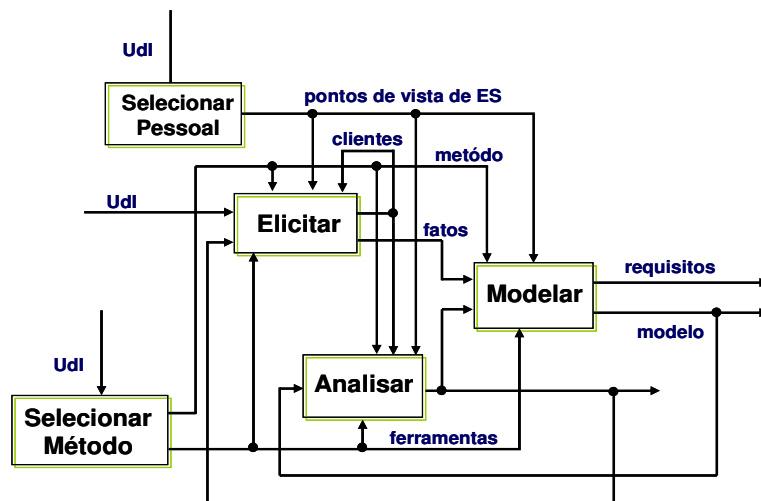 UdI
Selecionar
Pessoal
pontos de vista de ES
clientes
metódo
UdI
Elicitar
fatos
requisitos
Modelar
modelo
UdI
Analisar
Selecionar
Método
ferramentas